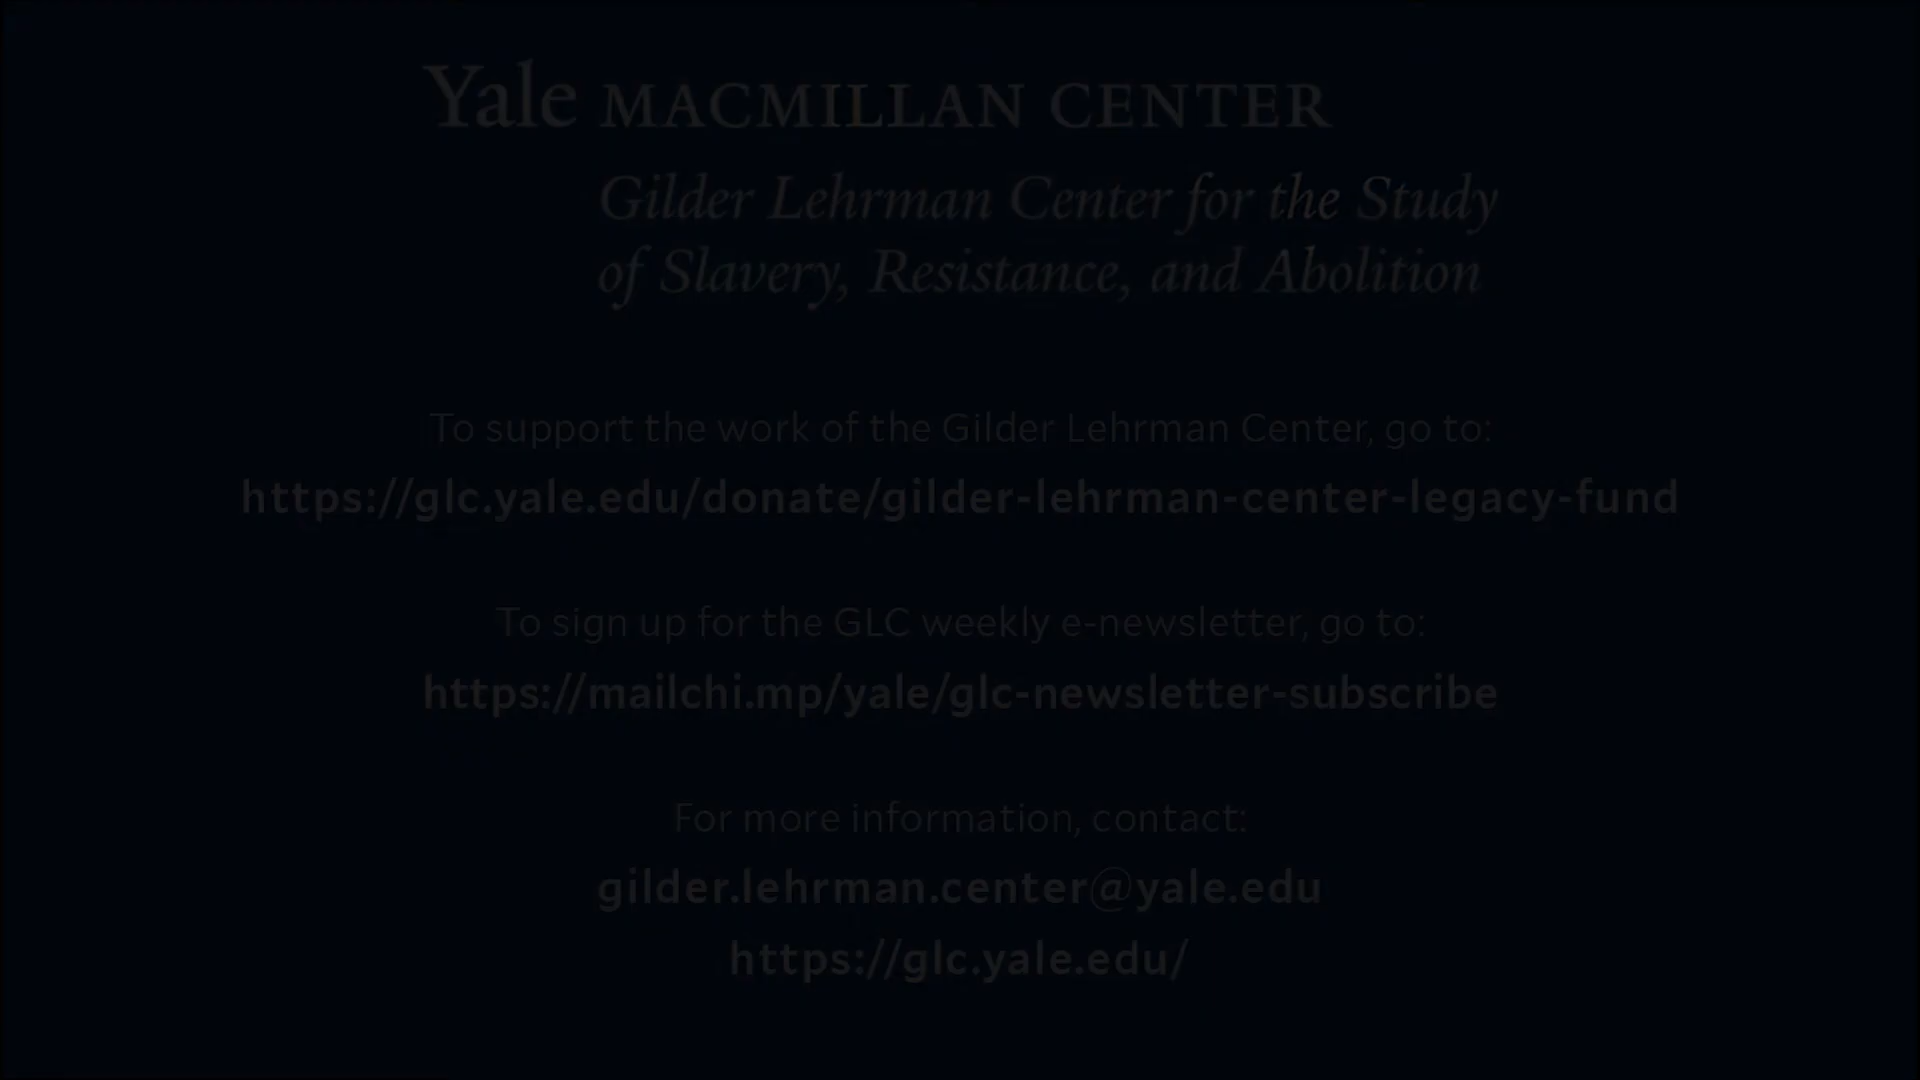 Yale MACMILLAN CENTER
Gilder Lehrman Center for the Study
of Slavery, Resistance, and Abolition
To support the work of the Gilder Lehrman Center, go to:
https://glc.yale.edu/donate/gilder-lehrman-center-legacy-fund
To sign up for the GLC weekly e-newsletter, go to:
https://mailchi.mp/yale/glc-newsletter-subscribe
For more information, contact:
gilder.lehrman.center@yale.edu
https://glc.yale.edu/